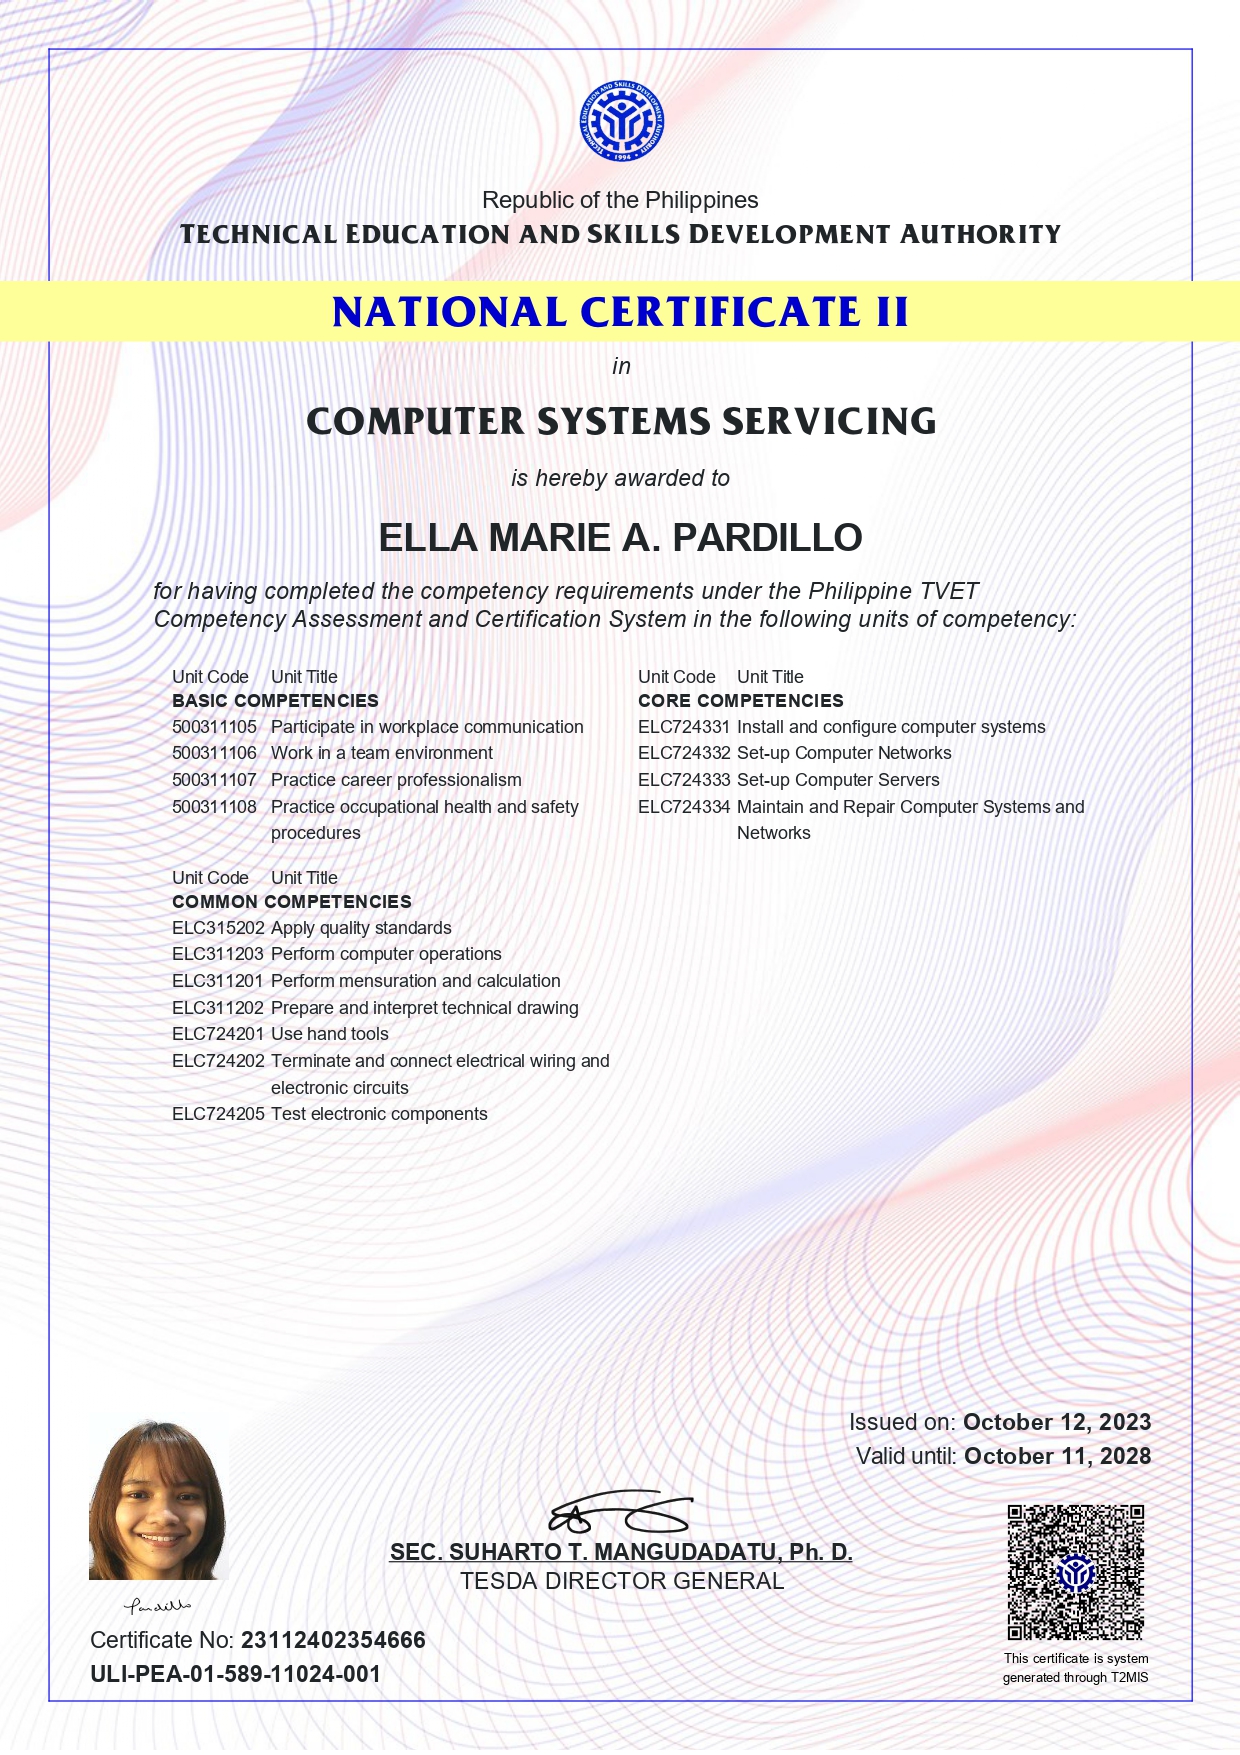 TECHNICAL EDUCATION AND SKILLS DEVELOPMENT AUTHORITY
• 1994 •
Republic of the Philippines
TECHNICAL EDUCATION AND SKILLS DEVELOPMENT AUTHORITY
NATIONAL CERTIFICATE II
in
COMPUTER SYSTEMS SERVICING
is hereby awarded to
ELLA MARIE A. PARDILLO
for having completed the competency requirements under the Philippine TVET
Competency Assessment and Certification System in the following units of competency:
Unit Code Unit Title
BASIC COMPETENCIES
500311105 Participate in workplace communication
500311106 Work in a team environment
500311107 Practice career professionalism
500311108 Practice occupational health and safety
procedures
Unit Code Unit Title
CORE COMPETENCIES
ELC724331 Install and configure computer systems
ELC724332 Set-up Computer Networks
ELC724333 Set-up Computer Servers
ELC724334 Maintain and Repair Computer Systems and
Networks
Unit Code Unit Title
COMMON COMPETENCIES
ELC315202 Apply quality standards
ELC311203 Perform computer operations
ELC311201 Perform mensuration and calculation
ELC311202 Prepare and interpret technical drawing
ELC724201 Use hand tools
ELC724202 Terminate and connect electrical wiring and
electronic circuits
ELC724205 Test electronic components
Issued on: October 12, 2023
Valid until: October 11, 2028
SEC. SUHARTO T. MANGUDADATU, Ph. D.
TESDA DIRECTOR GENERAL
Pardillo
Certificate No: 23112402354666
ULI-PEA-01-589-11024-001
This certificate is system
generated through T2MIS